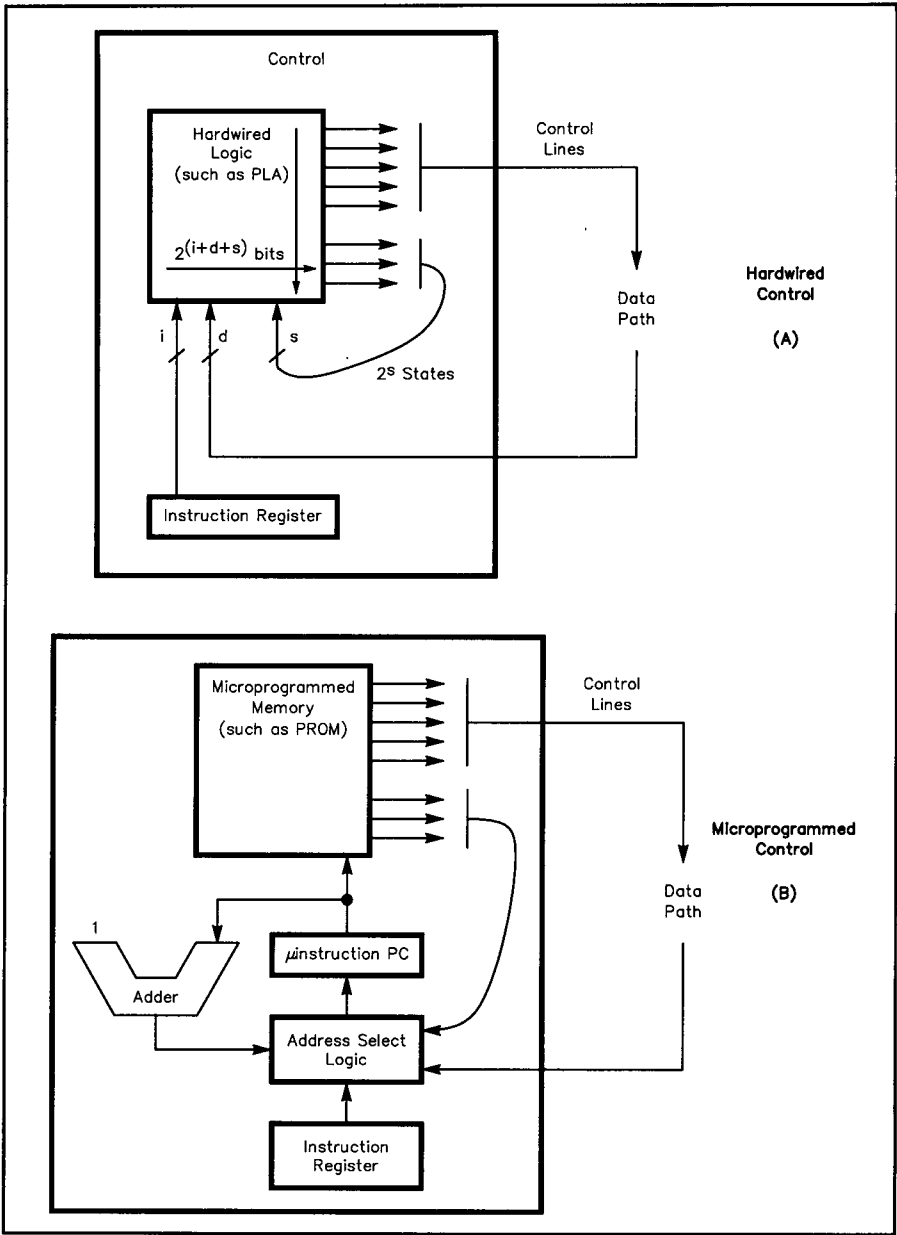 Control
Hardwired
Logic
(such as PLA)
2(i+d+s) bits
i
d
s
2s States
Instruction Register
Control
Lines
Data
Path
Hardwired
Control
(A)
Microprogrammed
Memory
(such as PROM)
1
Adder
μinstruction PC
Address Select
Logic
Instruction
Register
Control
Lines
Data
Path
Microprogrammed
Control
(B)